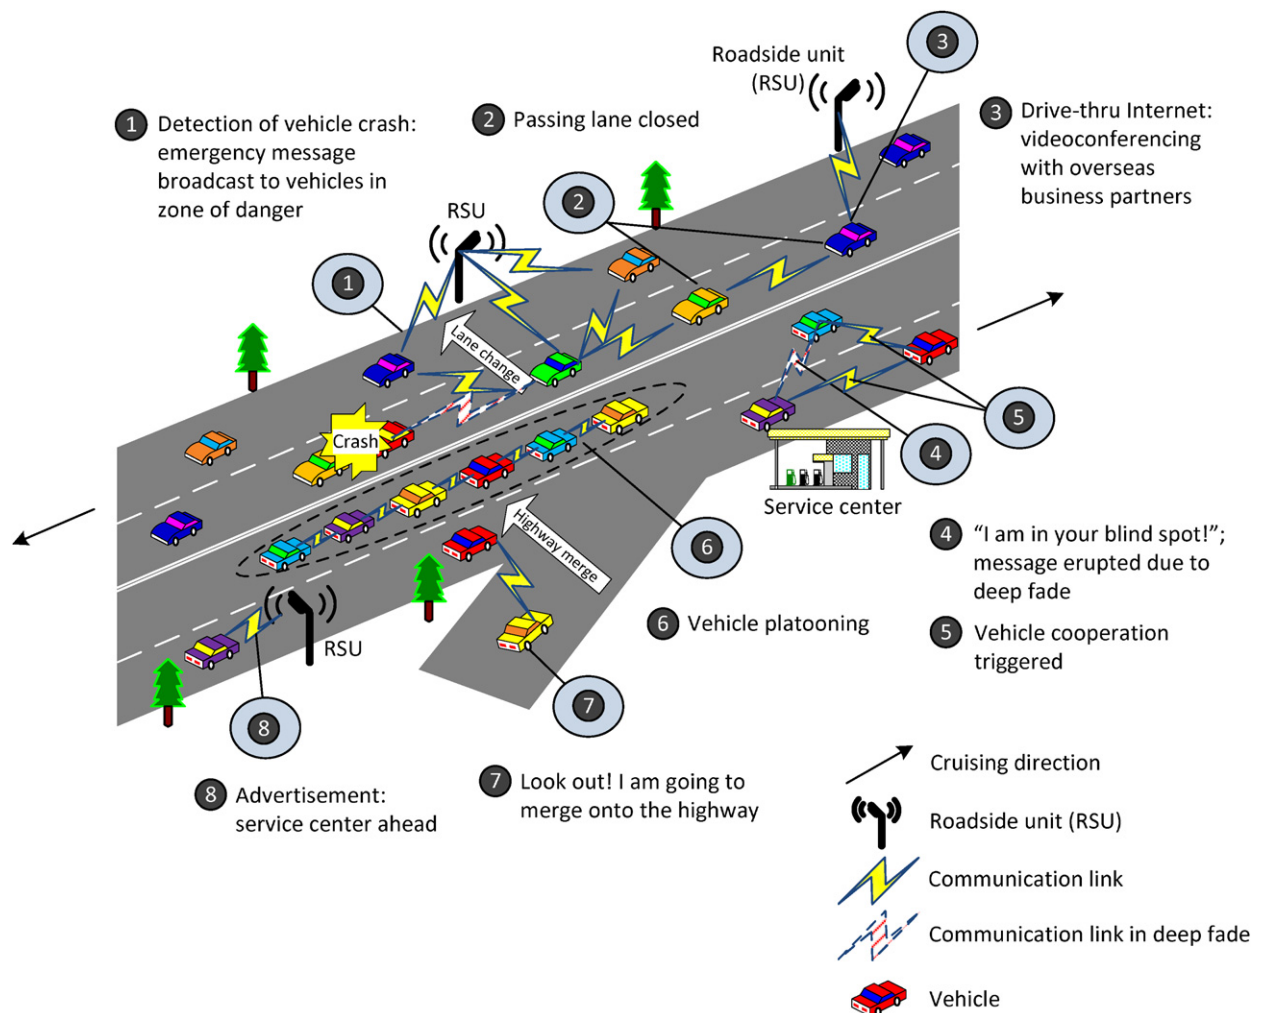 Roadside unit
(RSU)
3
1 Detection of vehicle crash:
emergency message
broadcast to vehicles in
zone of danger
2 Passing lane closed
3 Drive-thru Internet:
videoconferencing
with overseas
business partners
2
RSU
1
Lane change
Crash
5
4
Service center
Highway merge
6
4 “I am in your blind spot!”;
message erupted due to
deep fade
6 Vehicle platooning
5 Vehicle cooperation
triggered
RSU
7
8
8 Advertisement:
service center ahead
7 Look out! I am going to
merge onto the highway
Cruising direction
Roadside unit (RSU)
Communication link
Communication link in deep fade
Vehicle